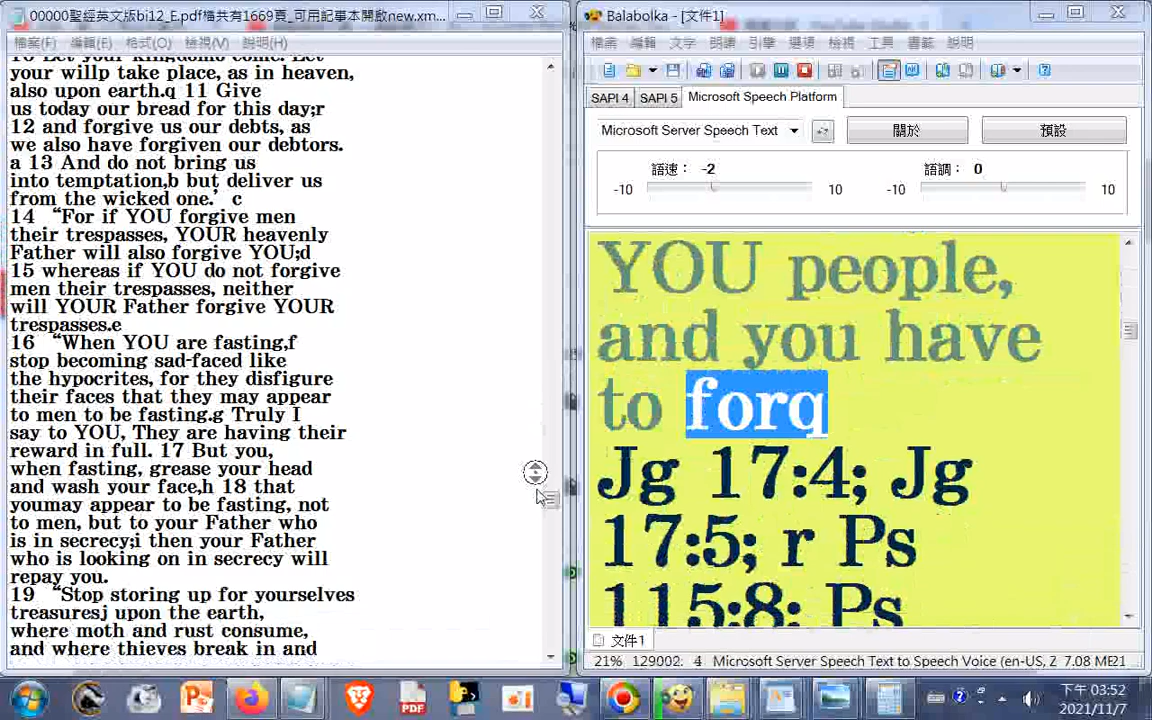 00000聖經英文版bi12_E.pdf檔共有1669頁_可用記事本開啟new.xm...
檔案(F) 編輯(E) 格式(O) 檢視(V) 說明(H)
your willp take place, as in heaven,
also upon earth.q 11 Give
us today our bread for this day;r
12 and forgive us our debts, as
we also have forgiven our debtors.
a 13 And do not bring us
into temptation,b but deliver us
from the wicked one.’ c
14 “For if YOU forgive men
their trespasses, YOUR heavenly
Father will also forgive YOU;d
15 whereas if YOU do not forgive
men their trespasses, neither
will YOUR Father forgive YOUR
trespasses.e
16 “When YOU are fasting,f
stop becoming sad-faced like
the hypocrites, for they disfigure
their faces that they may appear
to men to be fasting.g Truly I
say to YOU, They are having their
reward in full. 17 But you,
when fasting, grease your head
and wash your face,h 18 that
youmay appear to be fasting, not
to men, but to your Father who
is in secrecy;i then your Father
who is looking on in secrecy will
repay you.
19 “Stop storing up for yourselves
treasuresj upon the earth,
where moth and rust consume,
and where thieves break in and
Balabolka - [文件1]
檔案 編輯 文字 朗讀 引擎 選項 檢視 工具 書籤 說明
SAPI 4 SAPI 5 Microsoft Speech Platform
Microsoft Server Speech Text 關於 預設
語速: -2 語調: 0
-10 10 -10 10
YOU people,
and you have
to forq
Jg 17:4; Jg
17:5; r Ps
115:8; Ps
文件1
21% 129002: 4 Microsoft Server Speech Text to Speech Voice (en-US, Z 7.08 ME21
PDF
下午 03:52
2021/11/7